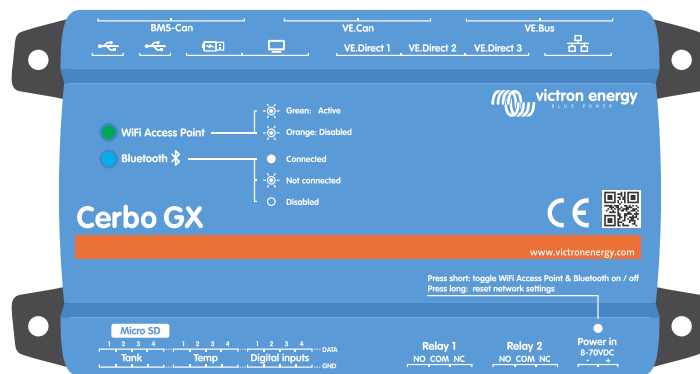 BMS-Can VE.Can VE.Bus
VE.Direct 1 VE.Direct 2 VE.Direct 3
victron energy
BLUE POWER
Green: Active
WiFi Access Point
Orange: Disabled
Bluetooth
Connected
Not connected
Disabled
Cerbo GX
CE
www.victronenergy.com
Press short: toggle WiFi Access Point & Bluetooth on / off
Press long: reset network settings
Micro SD
1 2 3 4 1 2 3 4 1 2 3 4 DATA
Tank Temp Digital inputs
GND
Relay 1 Relay 2 Power in
NO COM NC NO COM NC 8-70VDC
- +